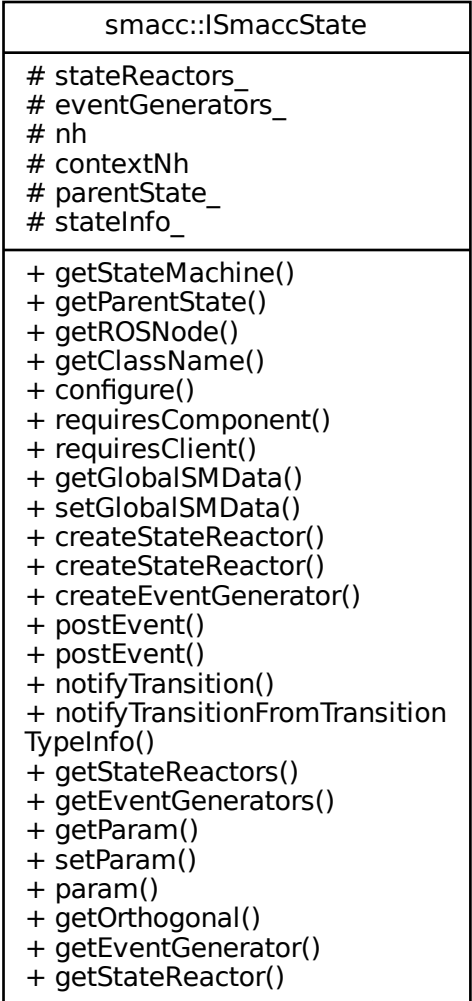 smacc::ISmaccState
# stateReactors_
# eventGenerators_
# nh
# contextNh
# parentState_
# stateInfo_
+ getStateMachine()
+ getParentState()
+ getROSNode()
+ getClassName()
+ configure()
+ requiresComponent()
+ requiresClient()
+ getGlobalSMData()
+ setGlobalSMData()
+ createStateReactor()
+ createStateReactor()
+ createEventGenerator()
+ postEvent()
+ postEvent()
+ notifyTransition()
+ notifyTransitionFromTransition
TypeInfo()
+ getStateReactors()
+ getEventGenerators()
+ getParam()
+ setParam()
+ param()
+ getOrthogonal()
+ getEventGenerator()
+ getStateReactor()